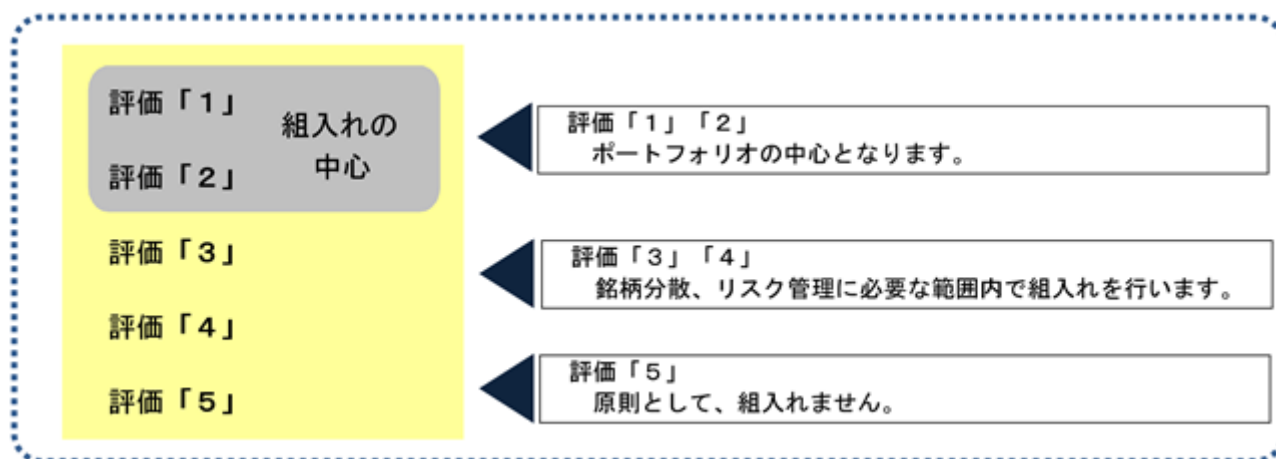 評価「１」
評価「２」
組入れの
中心
評価「３」
評価「４」
評価「５」
評価「１」「２」
ポートフォリオの中心となります。
評価「３」「４」
銘柄分散、リスク管理に必要な範囲内で組入れを行います。
評価「５」
原則として、組入れません。